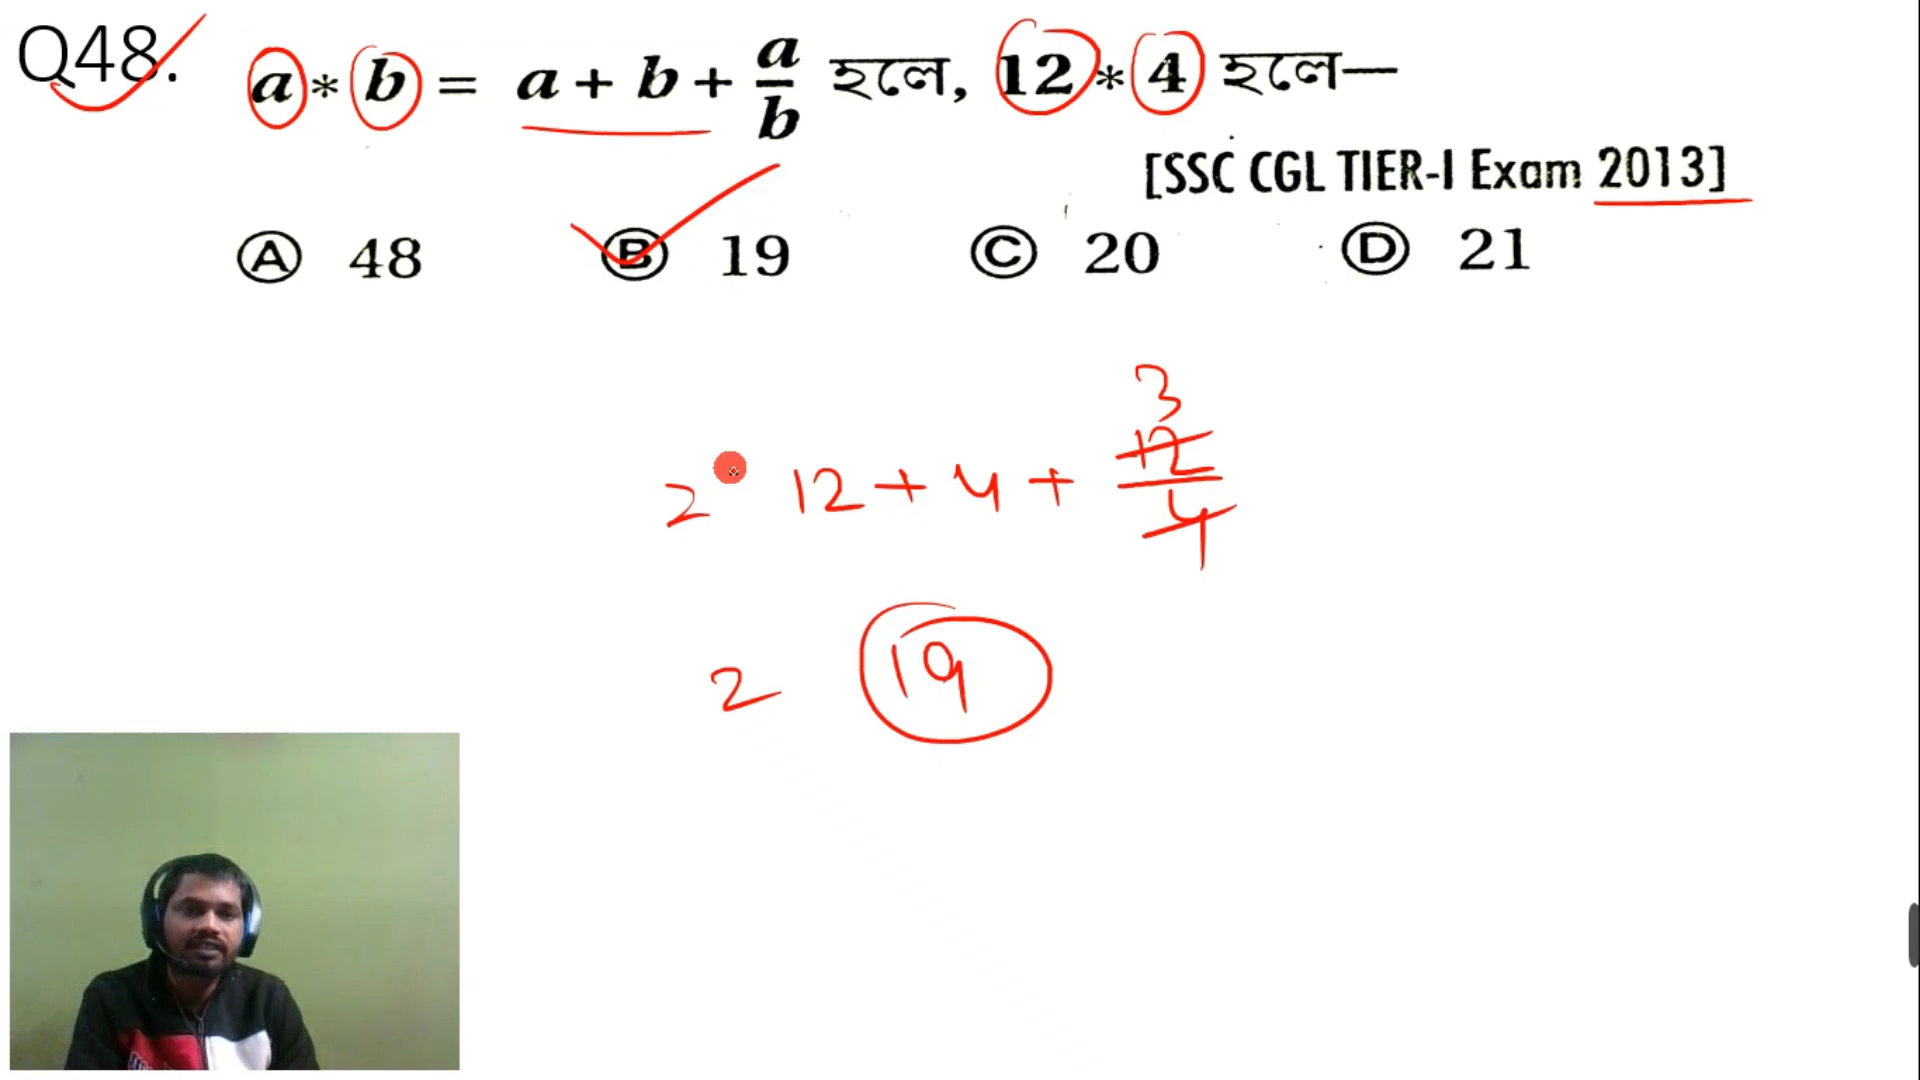 Q48. a * b = a + b + a/b হলে, 12 * 4 হলে—
[SSC CGL TIER-I Exam 2013]
Ⓐ 48 Ⓑ 19 Ⓒ 20 Ⓓ 21
3
2 12 + 4 + 12/4
2 19